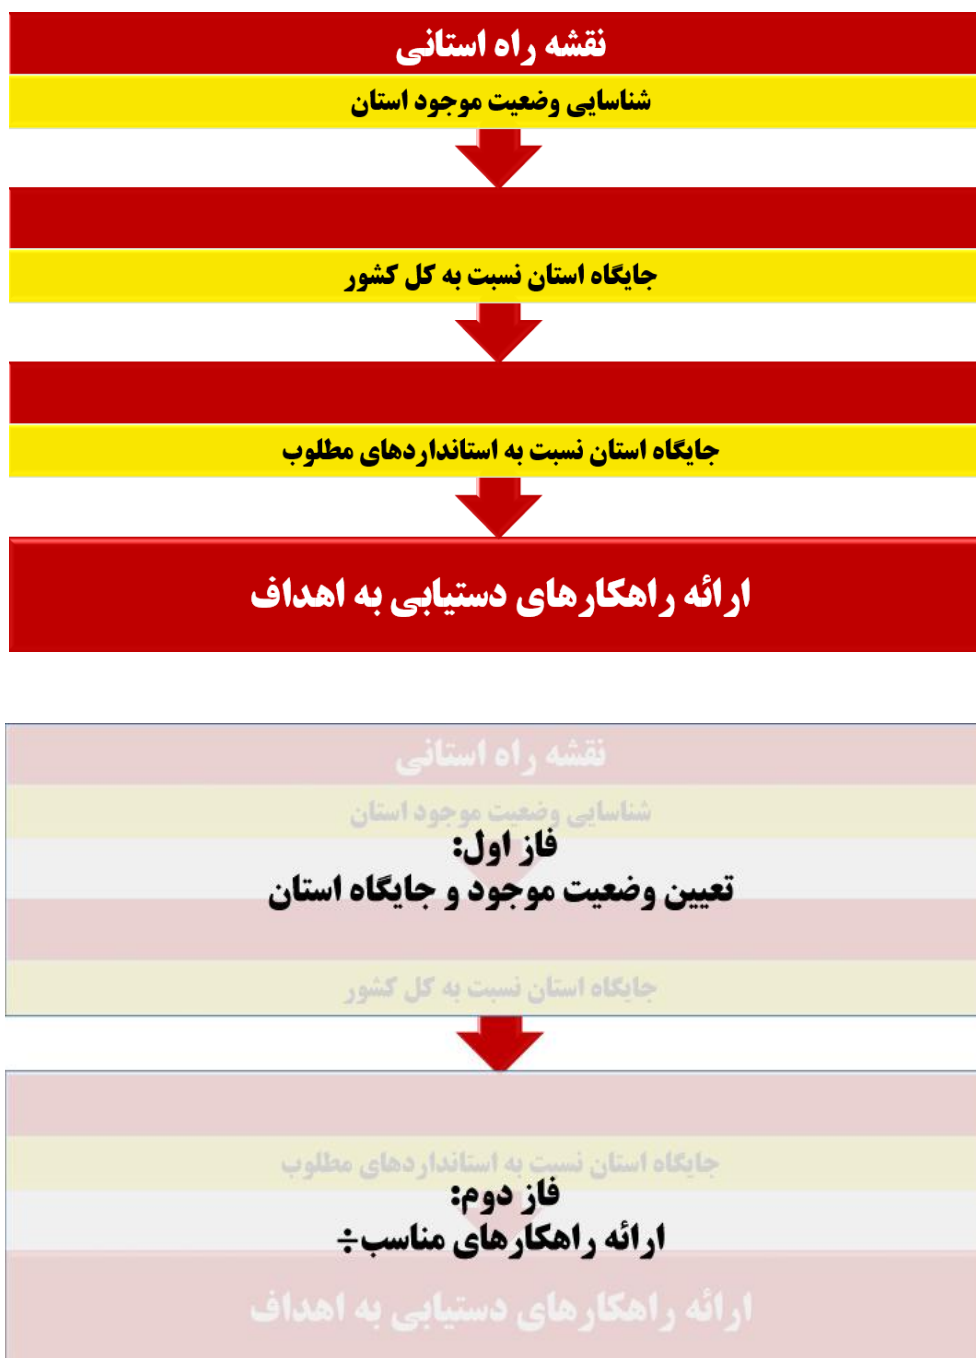 نقشه راه استانی
شناسایی وضعیت موجود استان
جایگاه استان نسبت به کل کشور
جایگاه استان نسبت به استانداردهای مطلوب
ارائه راهکارهای دستیابی به اهداف
نقشه راه استانی
شناسایی وضعیت موجود استان
فاز اول:
تعیین وضعیت موجود و جایگاه استان
جایگاه استان نسبت به کل کشور
جایگاه استان نسبت به استانداردهای مطلوب
فاز دوم:
ارائه راهکارهای مناسب÷
ارائه راهکارهای دستیابی به اهداف